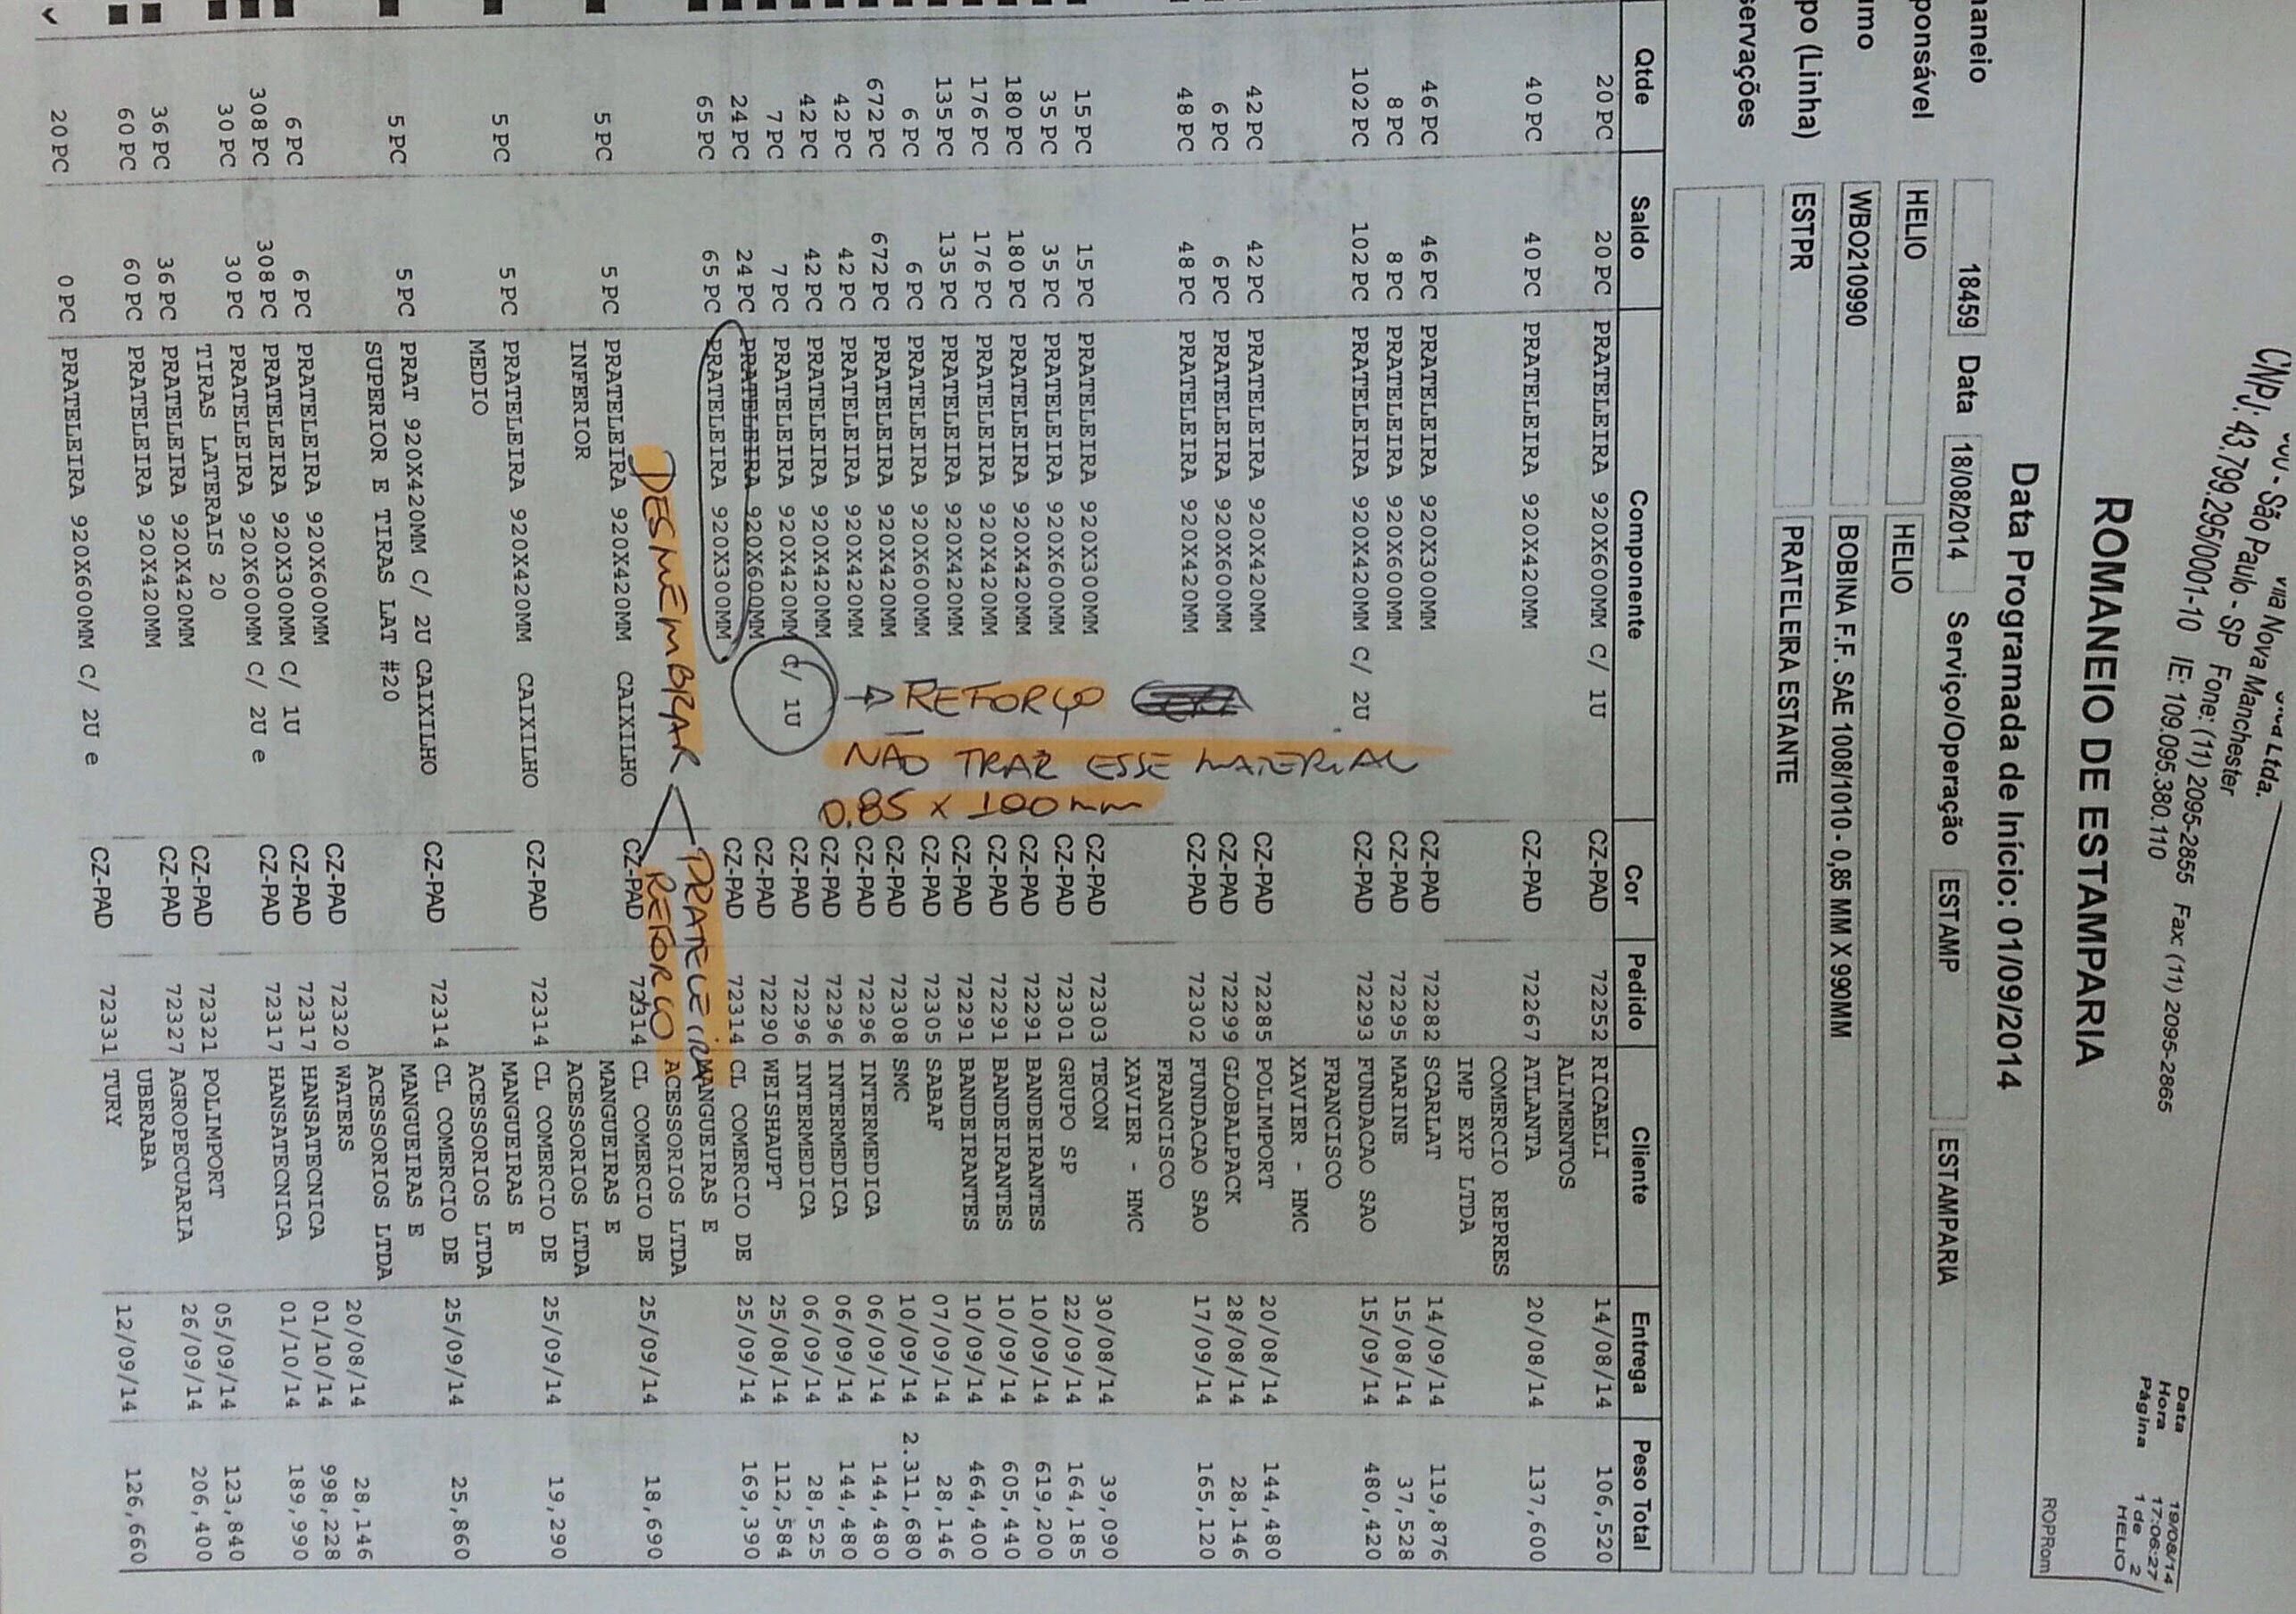 Ltda.
Nova Manchester
São Paulo - SP Fone: (11) 2095-2855 Fax: (11) 2095-2865
CNPJ: 43.799.295/0001-10 IE: 109.095.380.110
Data 19/08/14
Hora 17:06:27
Página 1 de 2
HELIO
ROMANEIO DE ESTAMPARIA
ROPRom
Data Programada de Início: 01/09/2014
aneio 18459 Data 18/08/2014 Serviço/Operação ESTAMP ESTAMPARIA
ponsável HELIO HELIO
umo WBO210990 BOBINA F.F. SAE 1008/1010 - 0,85 MM X 990MM
po (Linha) ESTPR PRATELEIRA ESTANTE
servações
Qtde Saldo Componente Cor Pedido Cliente Entrega Peso Total
20 PC 20 PC PRATELEIRA 920X600MM C/ 1U CZ-PAD 72252 RICAELI 14/08/14 106,520
ALIMENTOS
40 PC 40 PC PRATELEIRA 920X420MM CZ-PAD 72267 ATLANTA 20/08/14 137,600
COMERCIO REPRES
IMP EXP LTDA
46 PC 46 PC PRATELEIRA 920X300MM CZ-PAD 72282 SCARLAT 14/09/14 119,876
8 PC 8 PC PRATELEIRA 920X600MM CZ-PAD 72295 MARINE 15/08/14 37,528
102 PC 102 PC PRATELEIRA 920X420MM C/ 2U CZ-PAD 72293 FUNDACAO SAO 15/09/14 480,420
FRANCISCO
XAVIER - HMC
42 PC 42 PC PRATELEIRA 920X420MM CZ-PAD 72285 POLIMPORT 20/08/14 144,480
6 PC 6 PC PRATELEIRA 920X600MM CZ-PAD 72299 GLOBALPACK 28/08/14 28,146
48 PC 48 PC PRATELEIRA 920X420MM CZ-PAD 72302 FUNDACAO SAO 17/09/14 165,120
FRANCISCO
XAVIER - HMC
15 PC 15 PC PRATELEIRA 920X300MM CZ-PAD 72303 TECON 30/08/14 39,090
35 PC 35 PC PRATELEIRA 920X600MM CZ-PAD 72301 GRUPO SP 22/09/14 164,185
180 PC 180 PC PRATELEIRA 920X420MM CZ-PAD 72291 BANDEIRANTES 10/09/14 619,200
176 PC 176 PC PRATELEIRA 920X420MM CZ-PAD 72291 BANDEIRANTES 10/09/14 605,440
135 PC 135 PC PRATELEIRA 920X420MM CZ-PAD 72291 BANDEIRANTES 10/09/14 464,400
6 PC 6 PC PRATELEIRA 920X600MM CZ-PAD 72305 SABAF 07/09/14 28,146
672 PC 672 PC PRATELEIRA 920X420MM CZ-PAD 72308 SMC 10/09/14 2.311,680
42 PC 42 PC PRATELEIRA 920X420MM CZ-PAD 72296 INTERMEDICA 06/09/14 144,480
42 PC 42 PC PRATELEIRA 920X420MM CZ-PAD 72296 INTERMEDICA 06/09/14 144,480
7 PC 7 PC PRATELEIRA 920X420MM C/ 1U CZ-PAD 72296 INTERMEDICA 06/09/14 28,525
24 PC 24 PC PRATELEIRA 920X600MM CZ-PAD 72290 WEISHAUPT 25/08/14 112,584
65 PC 65 PC PRATELEIRA 920X300MM CZ-PAD 72314 CL COMERCIO DE 25/09/14 169,390
MANGUEIRAS E
ACESSORIOS LTDA
→ REFORÇO
NÃO TRAZ ESSE MATERIAL
0.85 x 100mm
DESMEMBRAR
PRATELEIRA
REFORÇO
5 PC 5 PC PRATELEIRA 920X420MM CAIXILHO CZ-PAD 72314 CL COMERCIO DE 25/09/14 18,690
INFERIOR MANGUEIRAS E
ACESSORIOS LTDA
5 PC 5 PC PRATELEIRA 920X420MM CAIXILHO CZ-PAD 72314 CL COMERCIO DE 25/09/14 19,290
MEDIO MANGUEIRAS E
ACESSORIOS LTDA
5 PC 5 PC PRAT 920X420MM C/ 2U CAIXILHO CZ-PAD 72314 CL COMERCIO DE 25/09/14 25,860
SUPERIOR E TIRAS LAT #20 MANGUEIRAS E
ACESSORIOS LTDA
6 PC 6 PC PRATELEIRA 920X600MM CZ-PAD 72320 WATERS 20/08/14 28,146
308 PC 308 PC PRATELEIRA 920X300MM C/ 1U CZ-PAD 72317 HANSATECNICA 01/10/14 998,228
30 PC 30 PC PRATELEIRA 920X600MM C/ 2U e CZ-PAD 72317 HANSATECNICA 01/10/14 189,990
TIRAS LATERAIS 20
36 PC 36 PC PRATELEIRA 920X420MM CZ-PAD 72321 POLIMPORT 05/09/14 123,840
60 PC 60 PC PRATELEIRA 920X420MM CZ-PAD 72327 AGROPECUARIA 26/09/14 206,400
UBERABA
20 PC 0 PC PRATELEIRA 920X600MM C/ 2U e CZ-PAD 72331 TURY 12/09/14 126,660